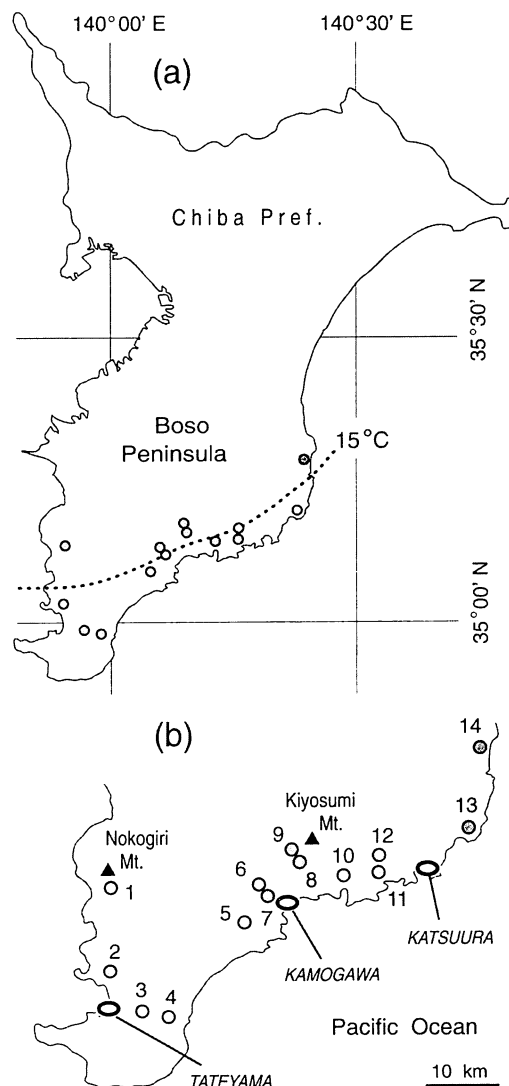 140°00' E
140°30' E
(a)
Chiba Pref.
35°30' N
Boso
Peninsula
15°C
35°00' N
(b)
14
Kiyosumi
Mt.
Nokogiri
Mt.
13
9
12
1
6
8
10
11
7
5
KATSUURA
2
KAMOGAWA
3
4
Pacific Ocean
TATEYAMA
10 km